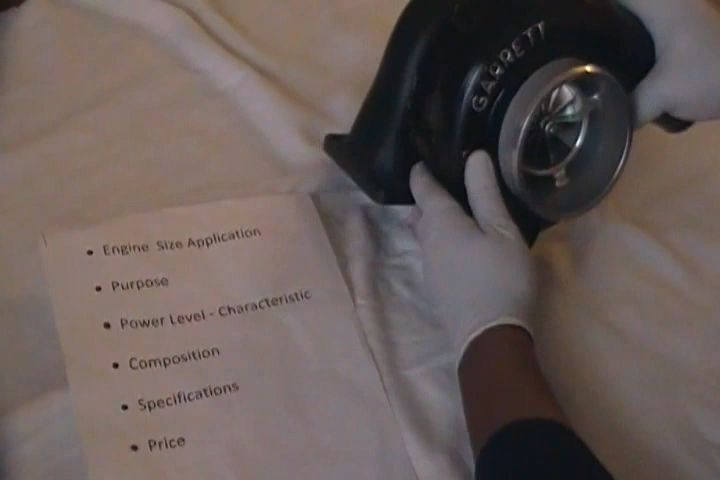 GARRETT
• Engine Size Application
• Purpose
• Power Level - Characteristic
• Composition
• Specifications
• Price